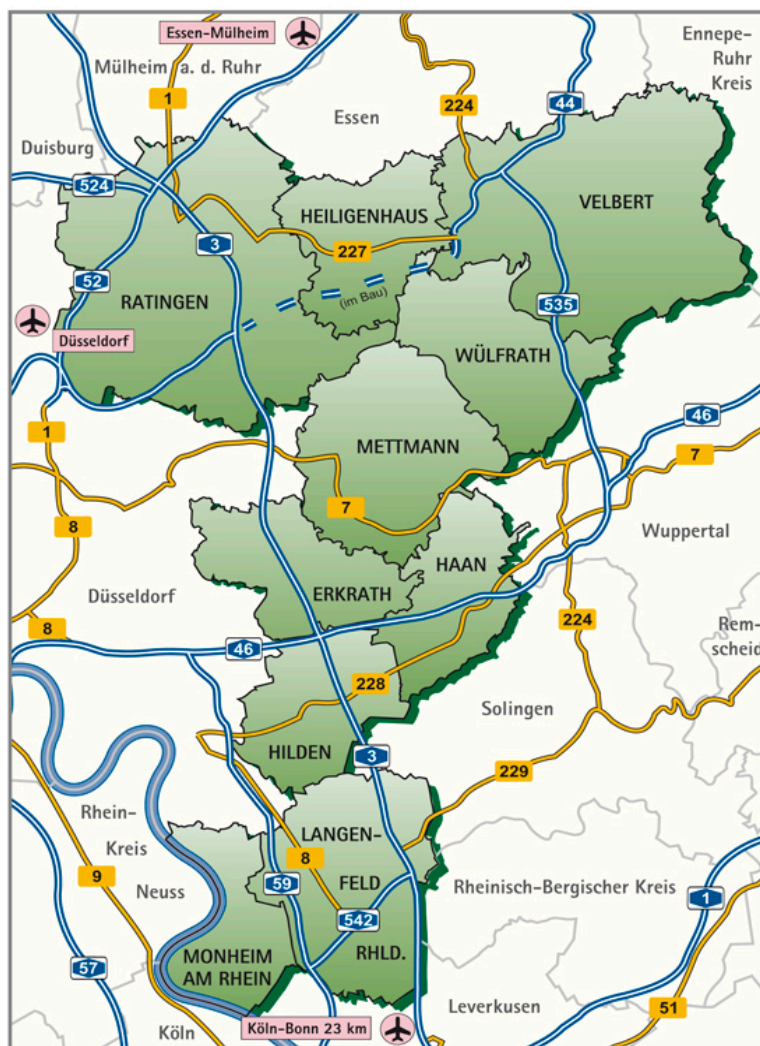 Essen-Mülheim
Ennepe-
Ruhr
Kreis
Mülheim a. d. Ruhr
1
224
44
Essen
Duisburg
524
HEILIGENHAUS
VELBERT
3
227
52
RATINGEN
(im Bau)
535
Düsseldorf
WÜLFRATH
46
1
METTMANN
7
7
8
Wuppertal
HAAN
Düsseldorf
ERKRATH
224
8
46
Rem-
scheid
228
Solingen
HILDEN
3
229
Rhein-
Kreis
Neuss
LANGEN-
FELD
RHLD.
8
9
59
Rheinisch-Bergischer Kreis
1
542
MONHEIM
AM RHEIN
57
Leverkusen
51
Köln
Köln-Bonn 23 km